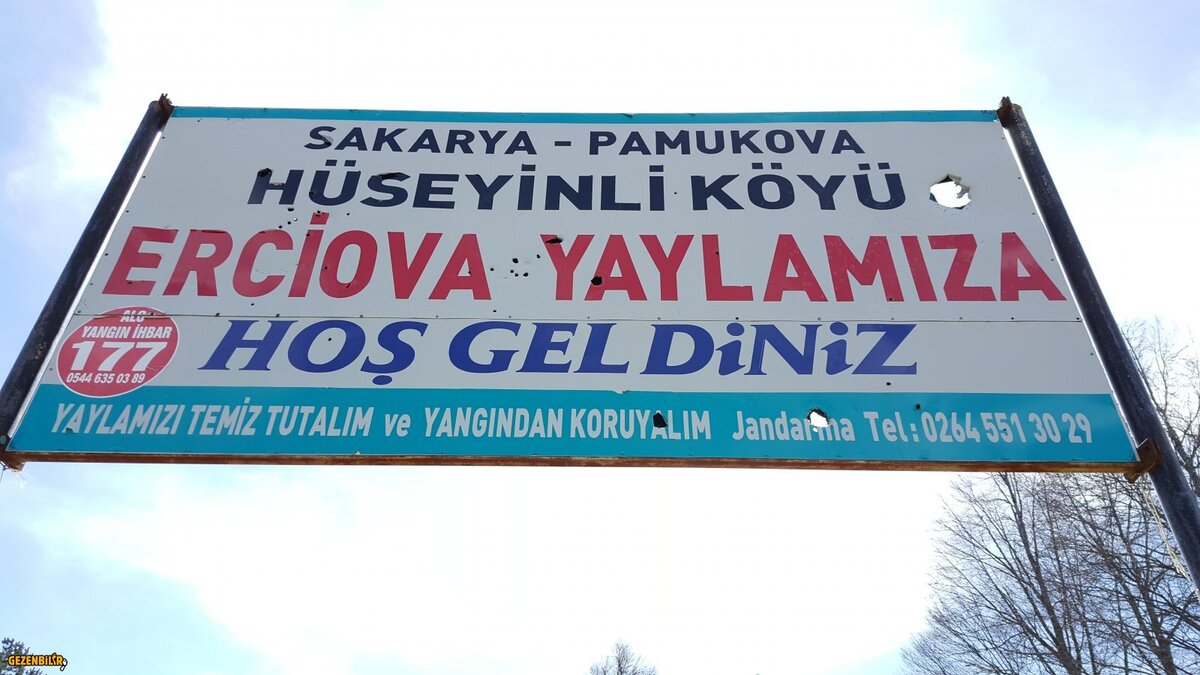 SAKARYA - PAMUKOVA
HÜSEYİNLİ KÖYÜ
ERCİOVA YAYLAMIZA
HOŞ GELDİNİZ
ALO
YANGIN İHBAR
177
0544 635 03 89
YAYLAMIZI TEMİZ TUTALIM ve YANGINDAN KORUYALIM Jandarma Tel : 0264 551 30 29
GEZENBİLİR